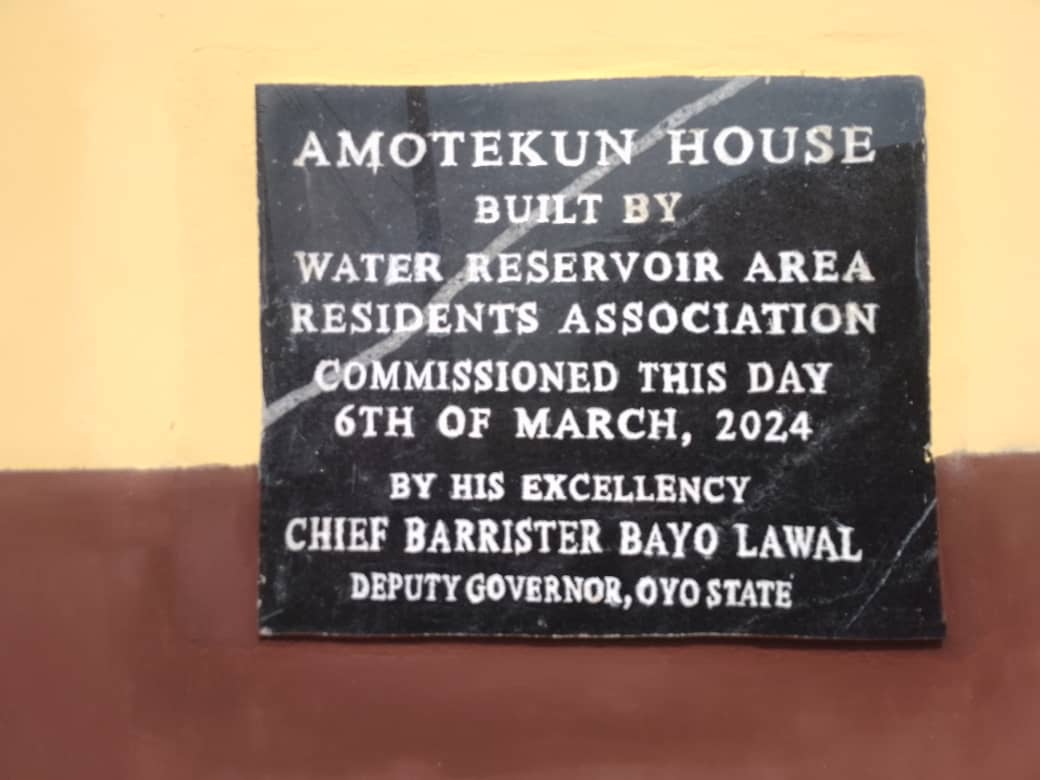 AMOTEKUN HOUSE
BUILT BY
WATER RESERVOIR AREA
RESIDENTS ASSOCIATION
COMMISSIONED THIS DAY
6TH OF MARCH, 2024
BY HIS EXCELLENCY
CHIEF BARRISTER BAYO LAWAL
DEPUTY GOVERNOR, OYO STATE